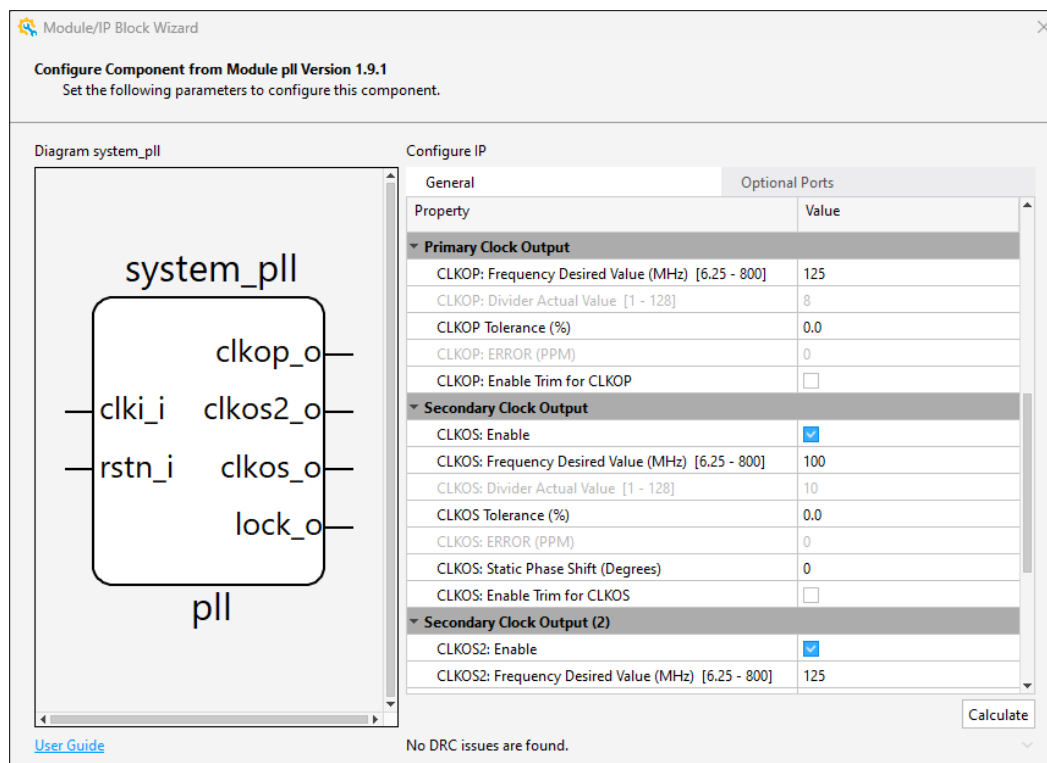 Module/IP Block Wizard
Configure Component from Module pll Version 1.9.1
Set the following parameters to configure this component.
Diagram system_pll
system_pll
clkop_o
clki_i clkos2_o
rstn_i clkos_o
lock_o
pll
User Guide
Configure IP
General Optional Ports
Property Value
Primary Clock Output
CLKOP: Frequency Desired Value (MHz) [6.25 - 800] 125
CLKOP: Divider Actual Value [1 - 128] 8
CLKOP Tolerance (%) 0.0
CLKOP: ERROR (PPM) 0
CLKOP: Enable Trim for CLKOP
Secondary Clock Output
CLKOS: Enable
CLKOS: Frequency Desired Value (MHz) [6.25 - 800] 100
CLKOS: Divider Actual Value [1 - 128] 10
CLKOS Tolerance (%) 0.0
CLKOS: ERROR (PPM) 0
CLKOS: Static Phase Shift (Degrees) 0
CLKOS: Enable Trim for CLKOS
Secondary Clock Output (2)
CLKOS2: Enable
CLKOS2: Frequency Desired Value (MHz) [6.25 - 800] 125
Calculate
No DRC issues are found.